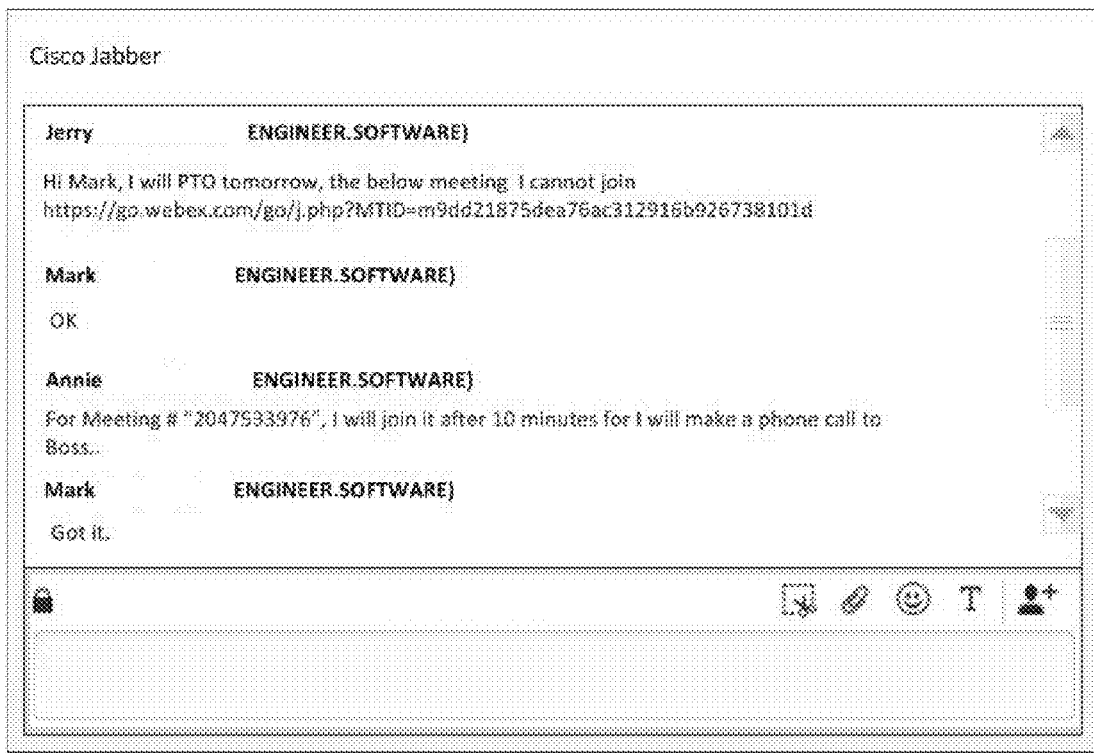 Cisco Jabber
Jerry ENGINEER.SOFTWARE)
Hi Mark, I will PTO tomorrow, the below meeting I cannot join
https://go.webex.com/go/j.php?MTID=m9dd21875dea76ac312916b926738101d
Mark ENGINEER.SOFTWARE)
OK
Annie ENGINEER.SOFTWARE)
For Meeting # "2047533976", I will join it after 10 minutes for I will make a phone call to
Boss..
Mark ENGINEER.SOFTWARE)
Got it.
T